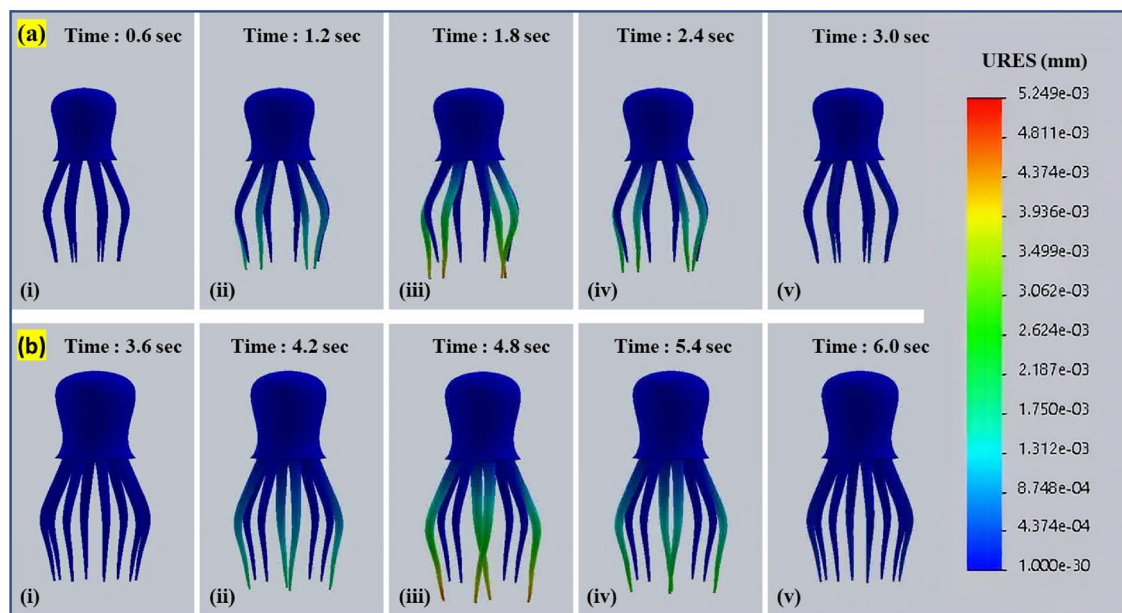 (a)
Time : 0.6 sec
Time : 1.2 sec
Time : 1.8 sec
Time : 2.4 sec
Time : 3.0 sec
(i)
(ii)
(iii)
(iv)
(v)
(b)
Time : 3.6 sec
Time : 4.2 sec
Time : 4.8 sec
Time : 5.4 sec
Time : 6.0 sec
(i)
(ii)
(iii)
(iv)
(v)
URES (mm)
5.249e-03
4.811e-03
4.374e-03
3.936e-03
3.499e-03
3.062e-03
2.624e-03
2.187e-03
1.750e-03
1.312e-03
8.748e-04
4.374e-04
1.000e-30